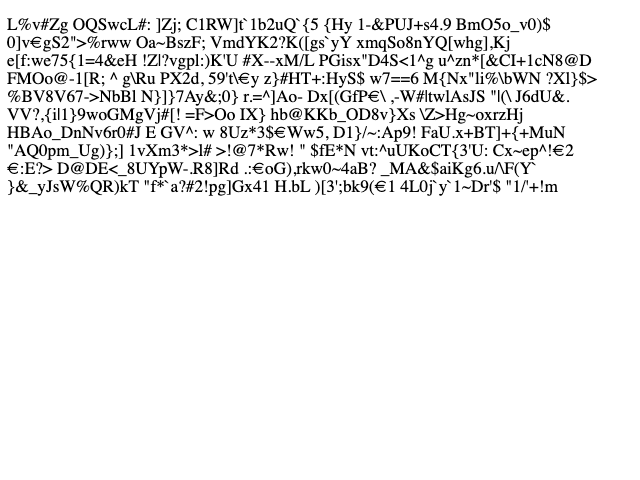 L%v#Zg OQSwcL#: ]Zj; C1RW]t`1b2uQ`{5 {Hy 1-&PUJ+s4.9 BmO5o_v0)$
0]v€gS2">%rww Oa~BszF; VmdYK2?K([gs`yY xmqSo8nYQ[whg],Kj
e[f:we75{1=4&eH !Z|?vgpl:)K'U #X--xM/L PGisx"D4S<1^g u^zn*[&CI+1cN8@D
FMOo@-1[R; ^ g\Ru PX2d, 59't\€y z}#HT+:HyS$ w7==6 M{Nx"li%\bWN ?Xl}$>
%BV8V67->NbBl N}]}7Ay&;0} r.=^]Ao- Dx[(GfP€\ ,-W#|twlAsJS "|(\ J6dU&.
VV?,{il1}9woGMgVj#[! =F>Oo IX} hb@KKb_OD8v}Xs \Z>Hg~oxrzHj
HBAo_DnNv6r0#J E GV^: w 8Uz*3$€Ww5, D1}/~:Ap9! FaU.x+BT]+{+MuN
"AQ0pm_Ug)};] 1vXm3*>l# >!@7*Rw! " $fE*N vt:^uUKoCT{3'U: Cx~ep^!€2
€:E?> D@DE<_8UYpW-.R8]Rd .:€oG),rkw0~4aB? _MA&$aiKg6.u/\F(Y`
}&_yJsW%QR)kT "f*`a?#2!pg]Gx41 H.bL )[3';bk9(€1 4L0j`y`1~Dr'$ "1/'+!m